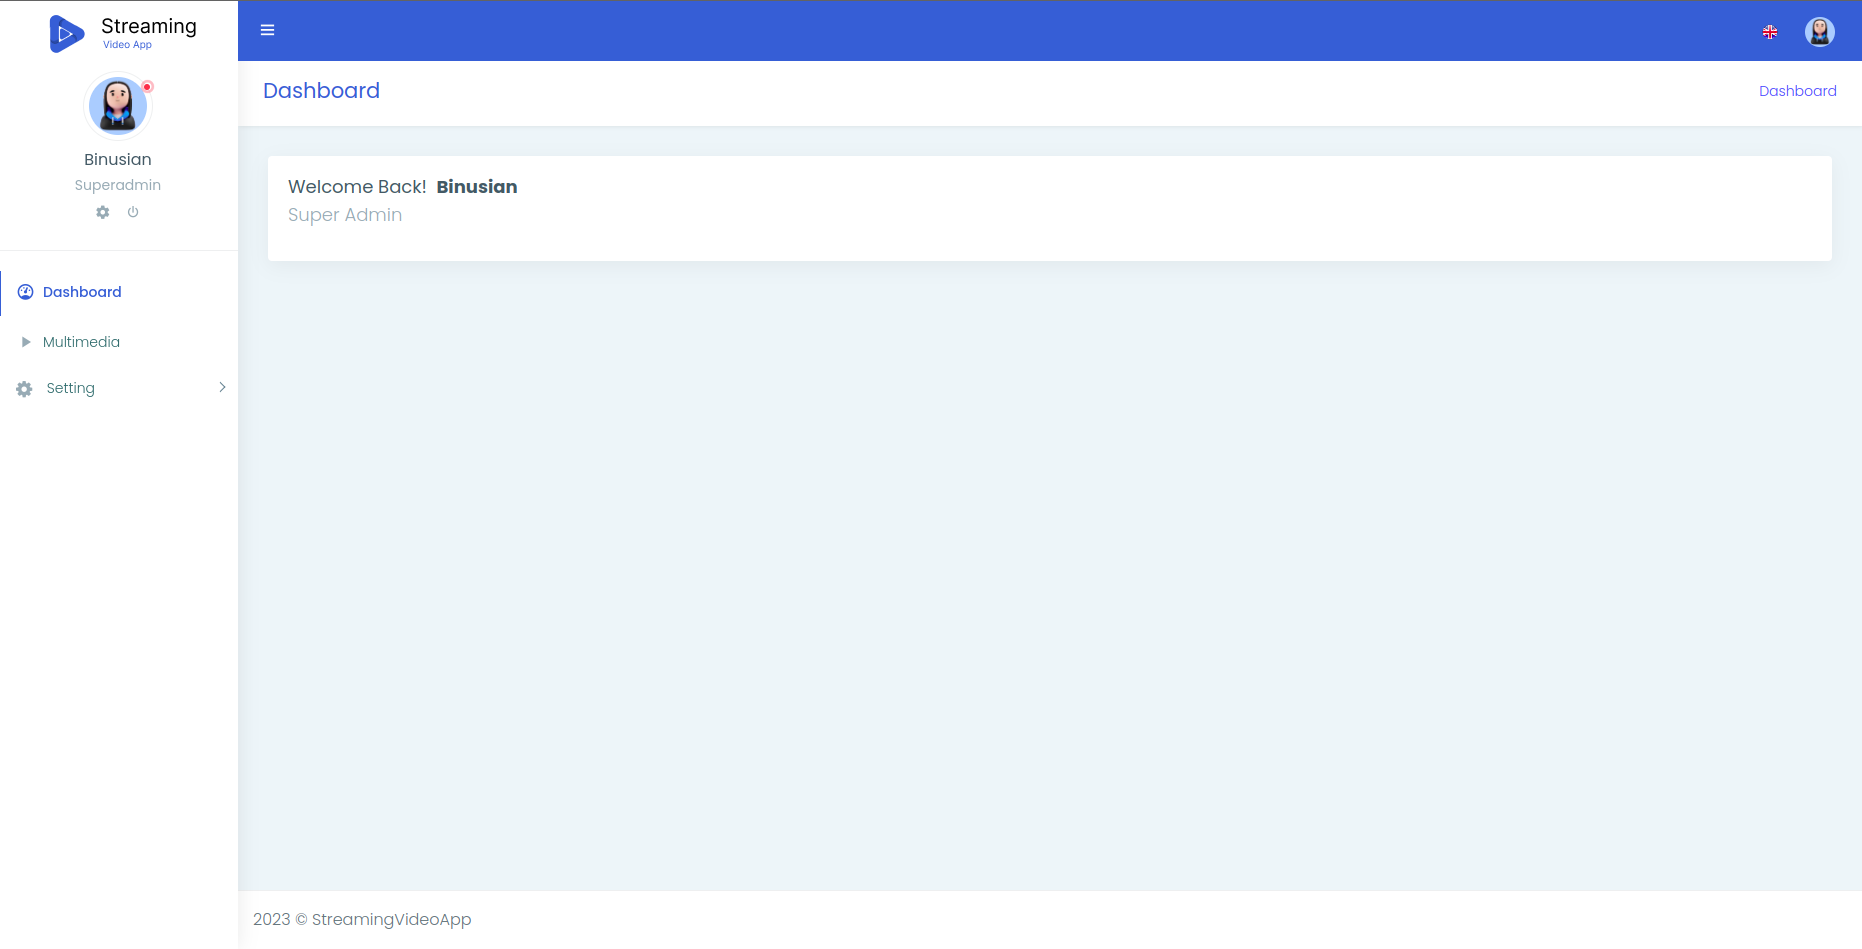 Streaming
Video App
Binusian
Superadmin
Dashboard
Multimedia
Setting
Dashboard
Dashboard
Welcome Back! Binusian
Super Admin
2023 © StreamingVideoApp